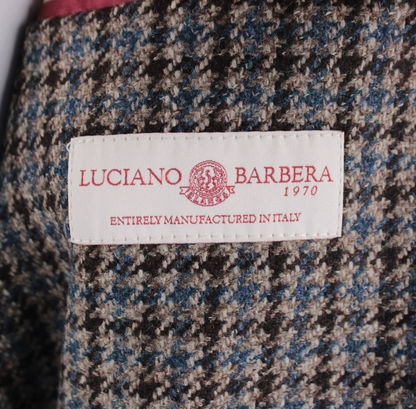 LUCIANO BARBERA
1970
ENTIRELY MANUFACTURED IN ITALY